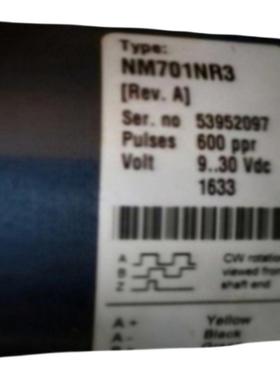 Type:
NM701NR3
[Rev. A]
Ser. no 53952097
Pulses 600 ppr
Volt 9..30 Vdc
1633
A CW rotation
B viewed from
Z shaft end
A + Yellow
A - Black